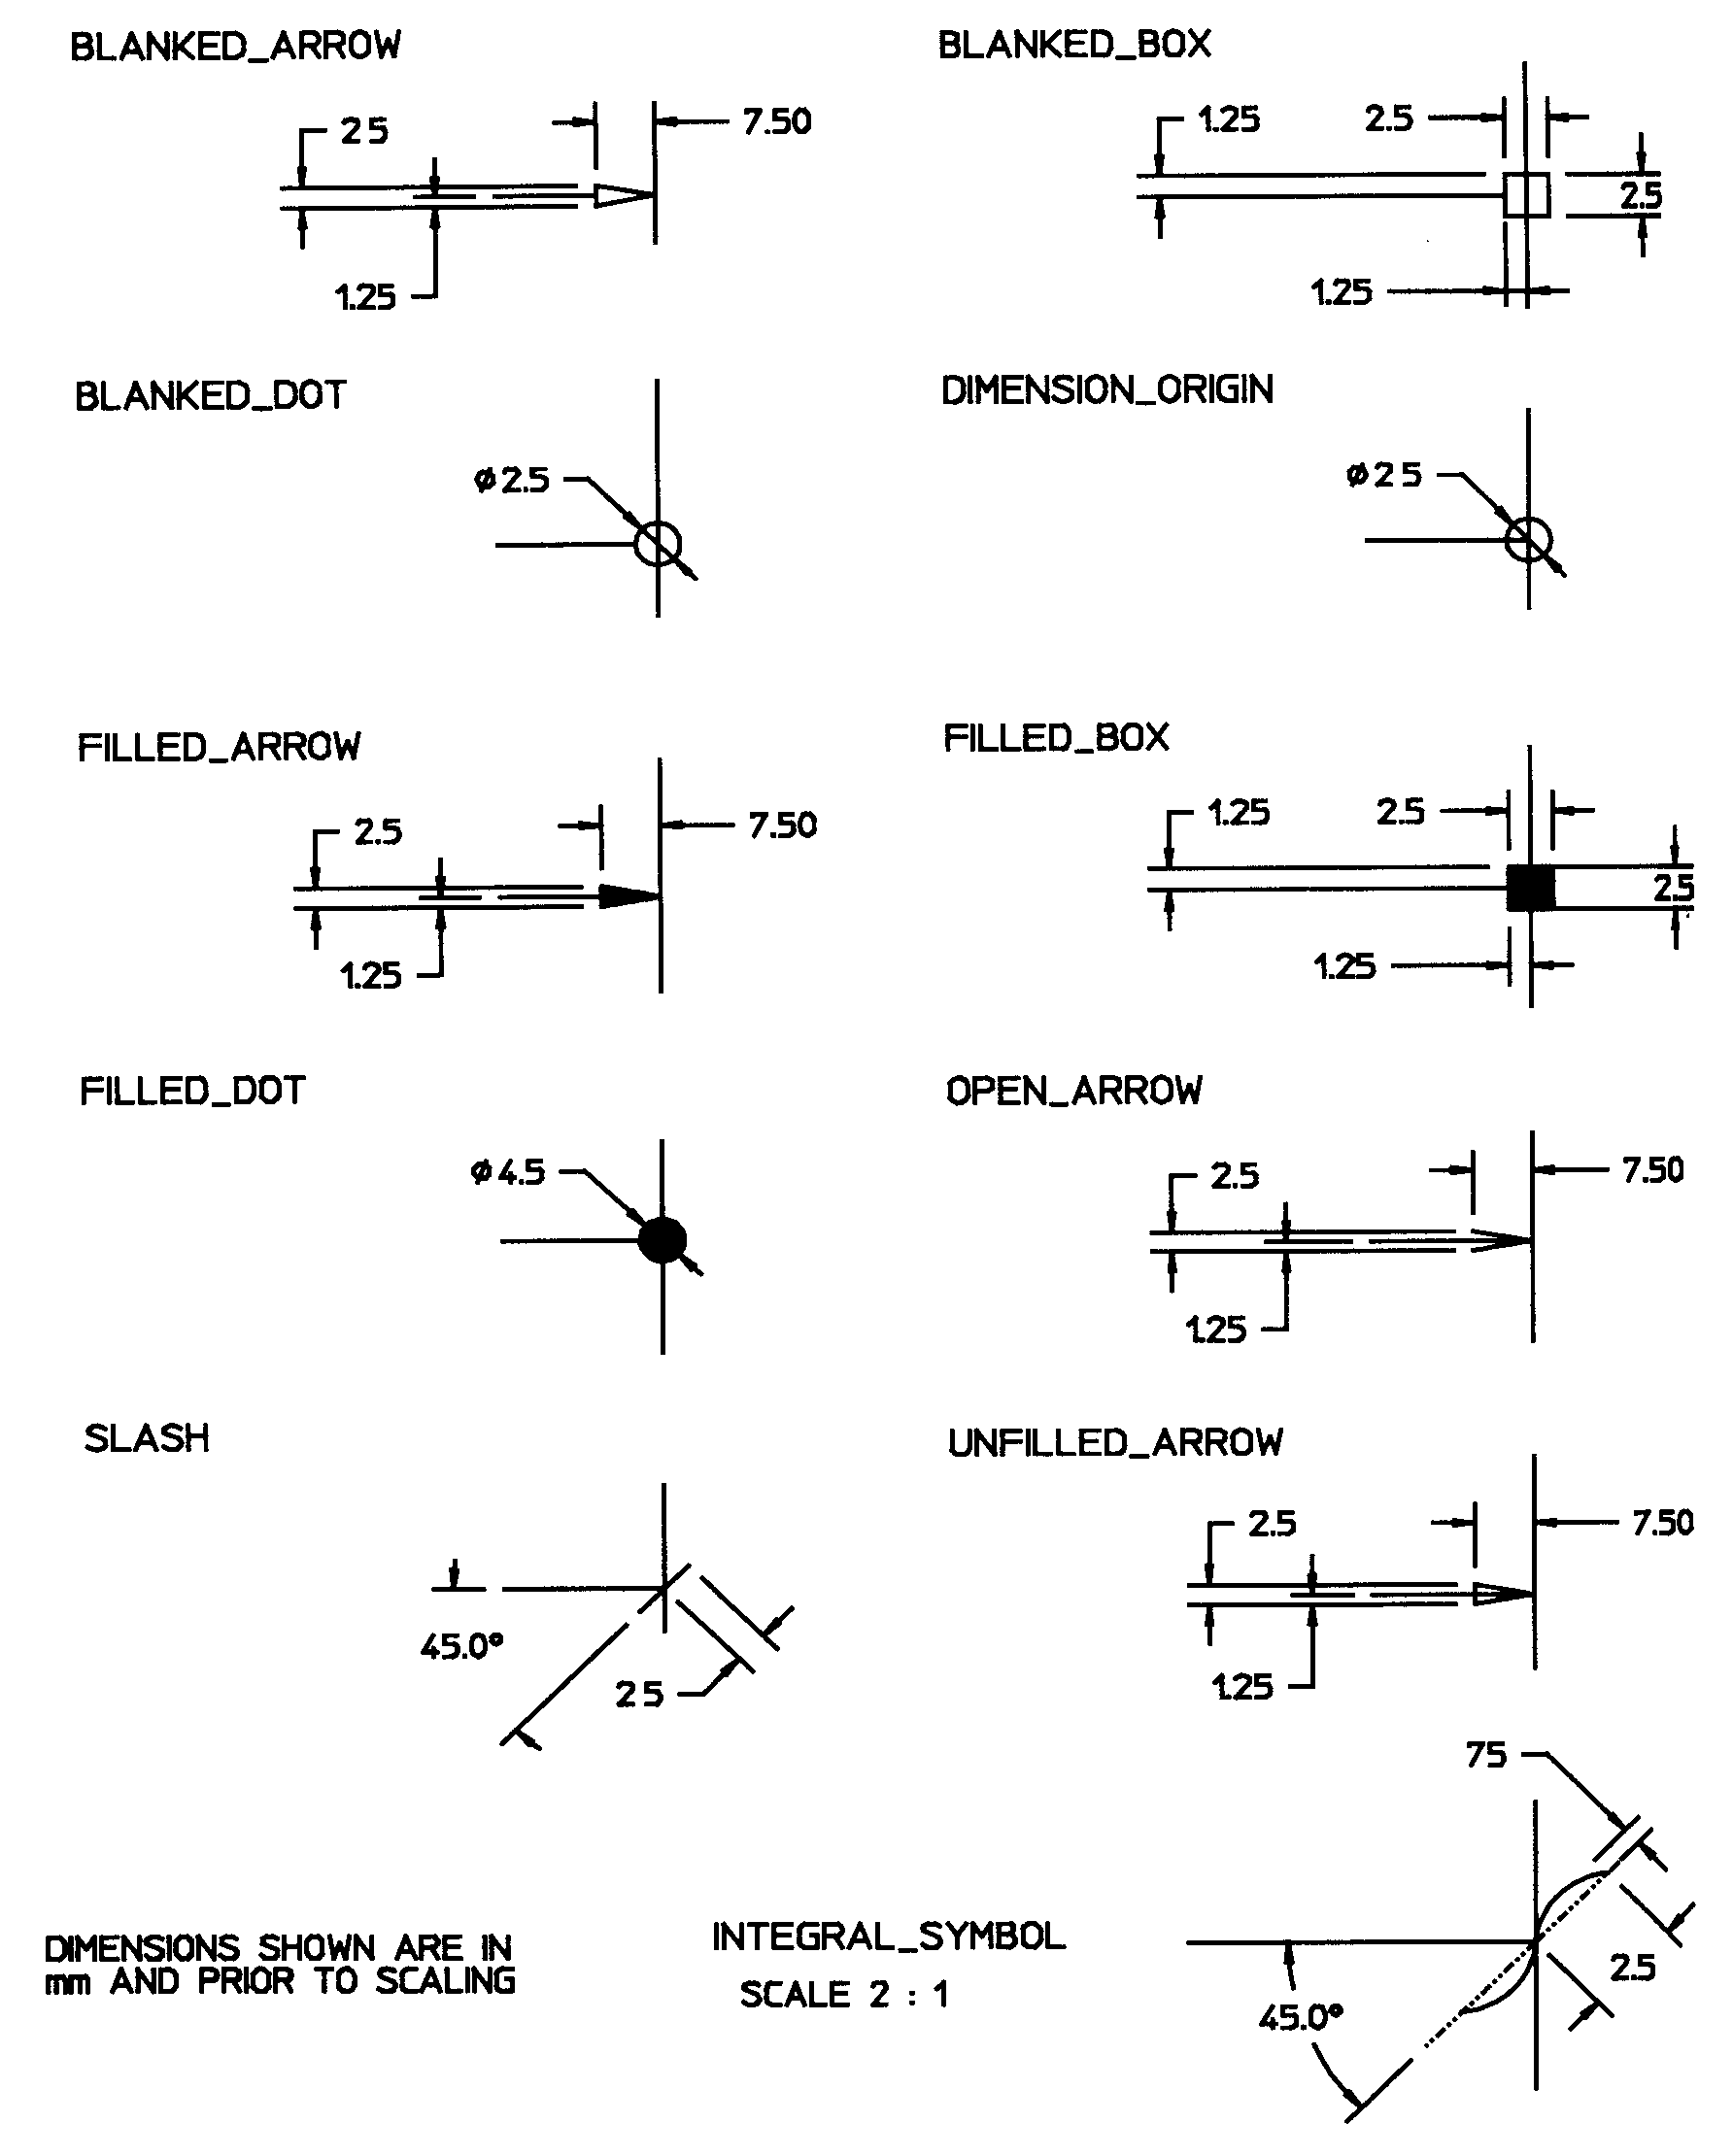 BLANKED_ARROW
BLANKED_BOX
2 5
7.50
1.25
2.5
1.25
2.5
1.25
BLANKED_DOT
DIMENSION_ORIGIN
ø2.5
ø2 5
FILLED_ARROW
FILLED_BOX
2.5
7.50
1.25
2.5
1.25
2.5
1.25
FILLED_DOT
OPEN_ARROW
ø4.5
2.5
7.50
1.25
SLASH
UNFILLED_ARROW
45.0°
2 5
2.5
7.50
1.25
75
2.5
45.0°
DIMENSIONS SHOWN ARE IN
mm AND PRIOR TO SCALING
INTEGRAL_SYMBOL
SCALE 2 : 1